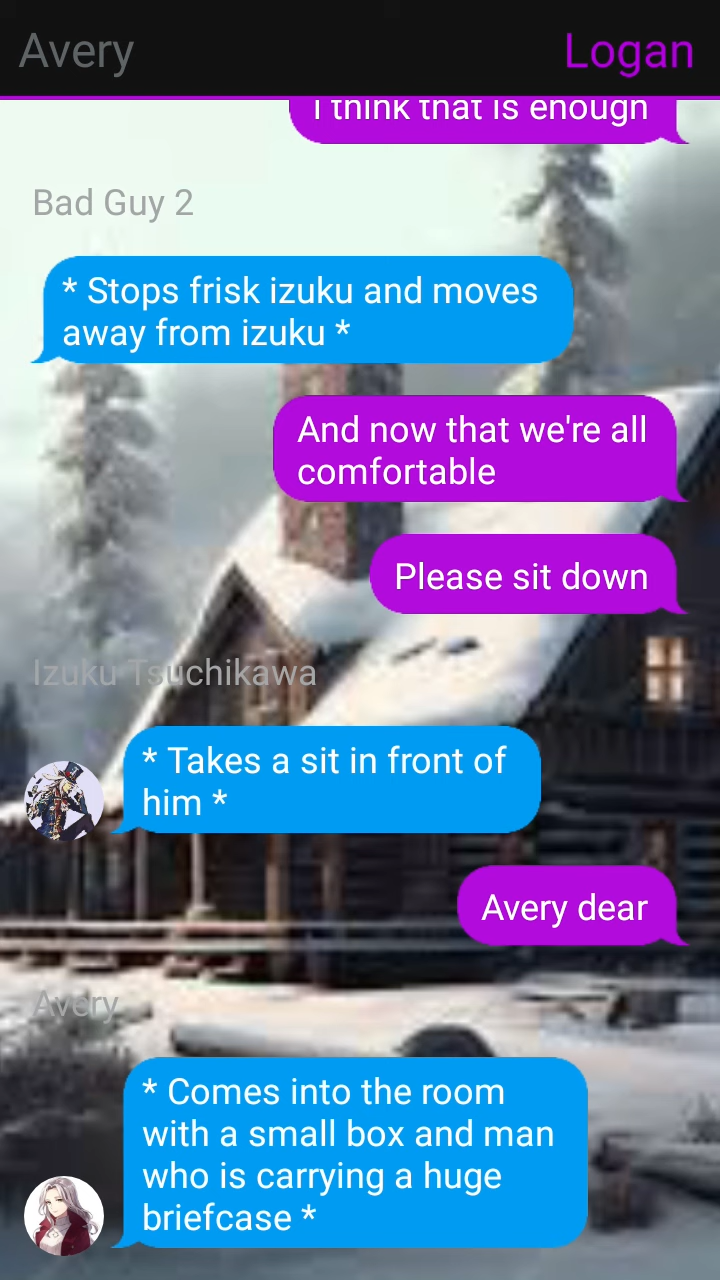 Avery
Logan
I think that is enough
Bad Guy 2
* Stops frisk izuku and moves
away from izuku *
And now that we're all
comfortable
Please sit down
Izuku Tsuchikawa
* Takes a sit in front of
him *
Avery dear
Avery
* Comes into the room
with a small box and man
who is carrying a huge
briefcase *